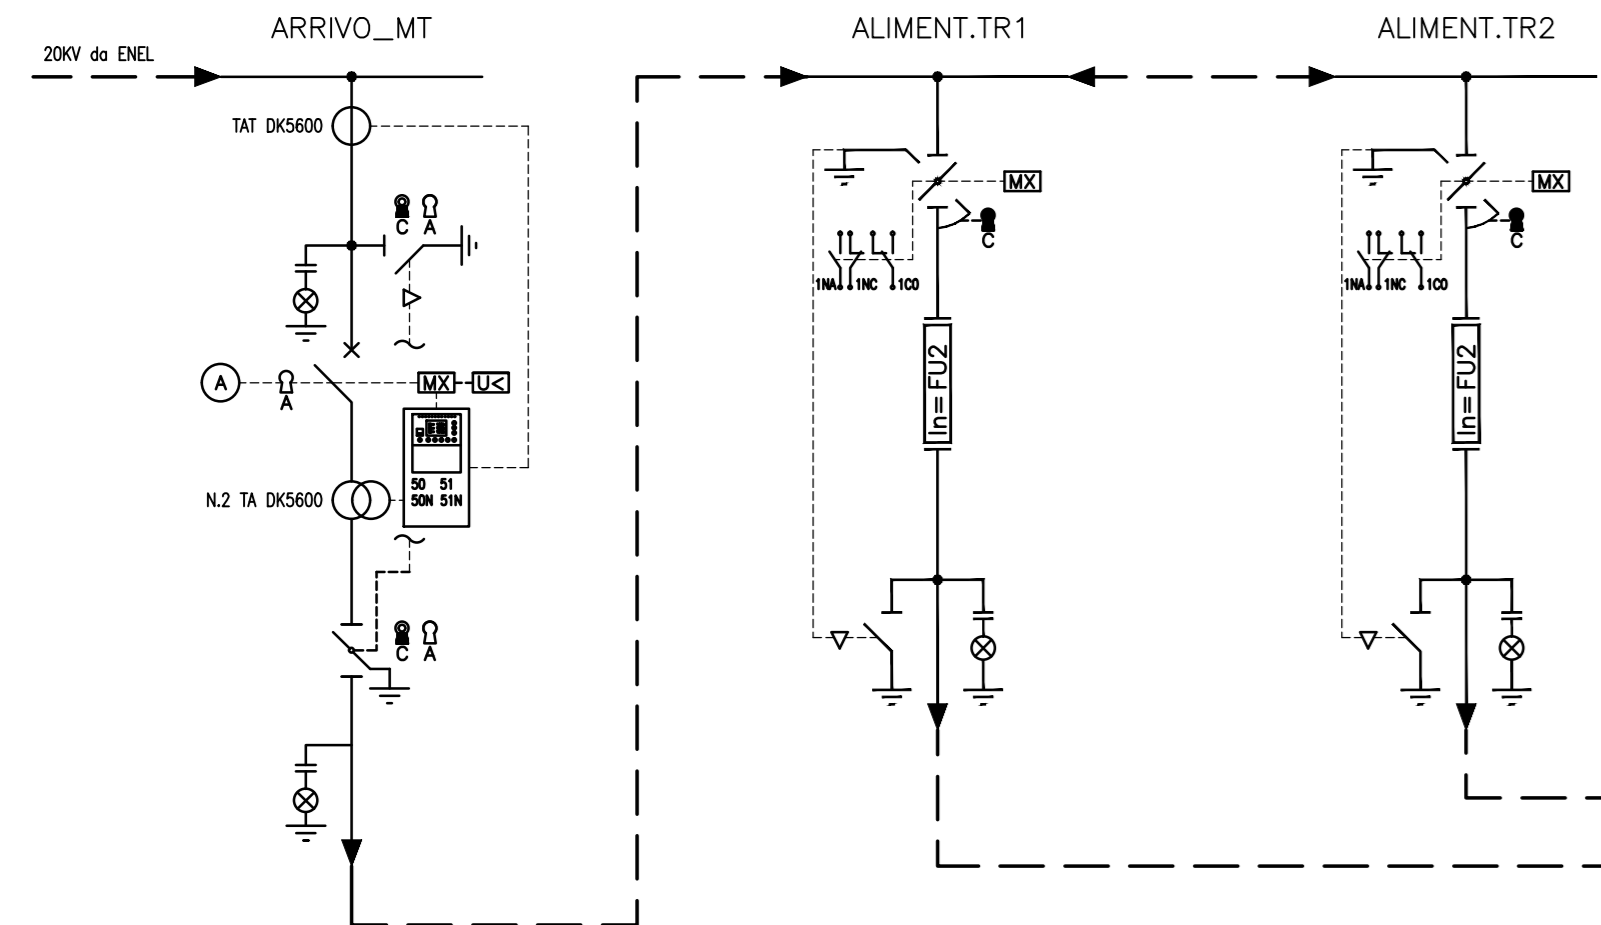 ARRIVO_MT
ALIMENT.TR1
ALIMENT.TR2
20KV da ENEL
TAT DK5600
MX
MX
C A
C
C
1NA 1NC 1CO
1NA 1NC 1CO
In= FU2
In= FU2
A
A
MX
U<
50 51
50N 51N
N.2 TA DK5600
C A